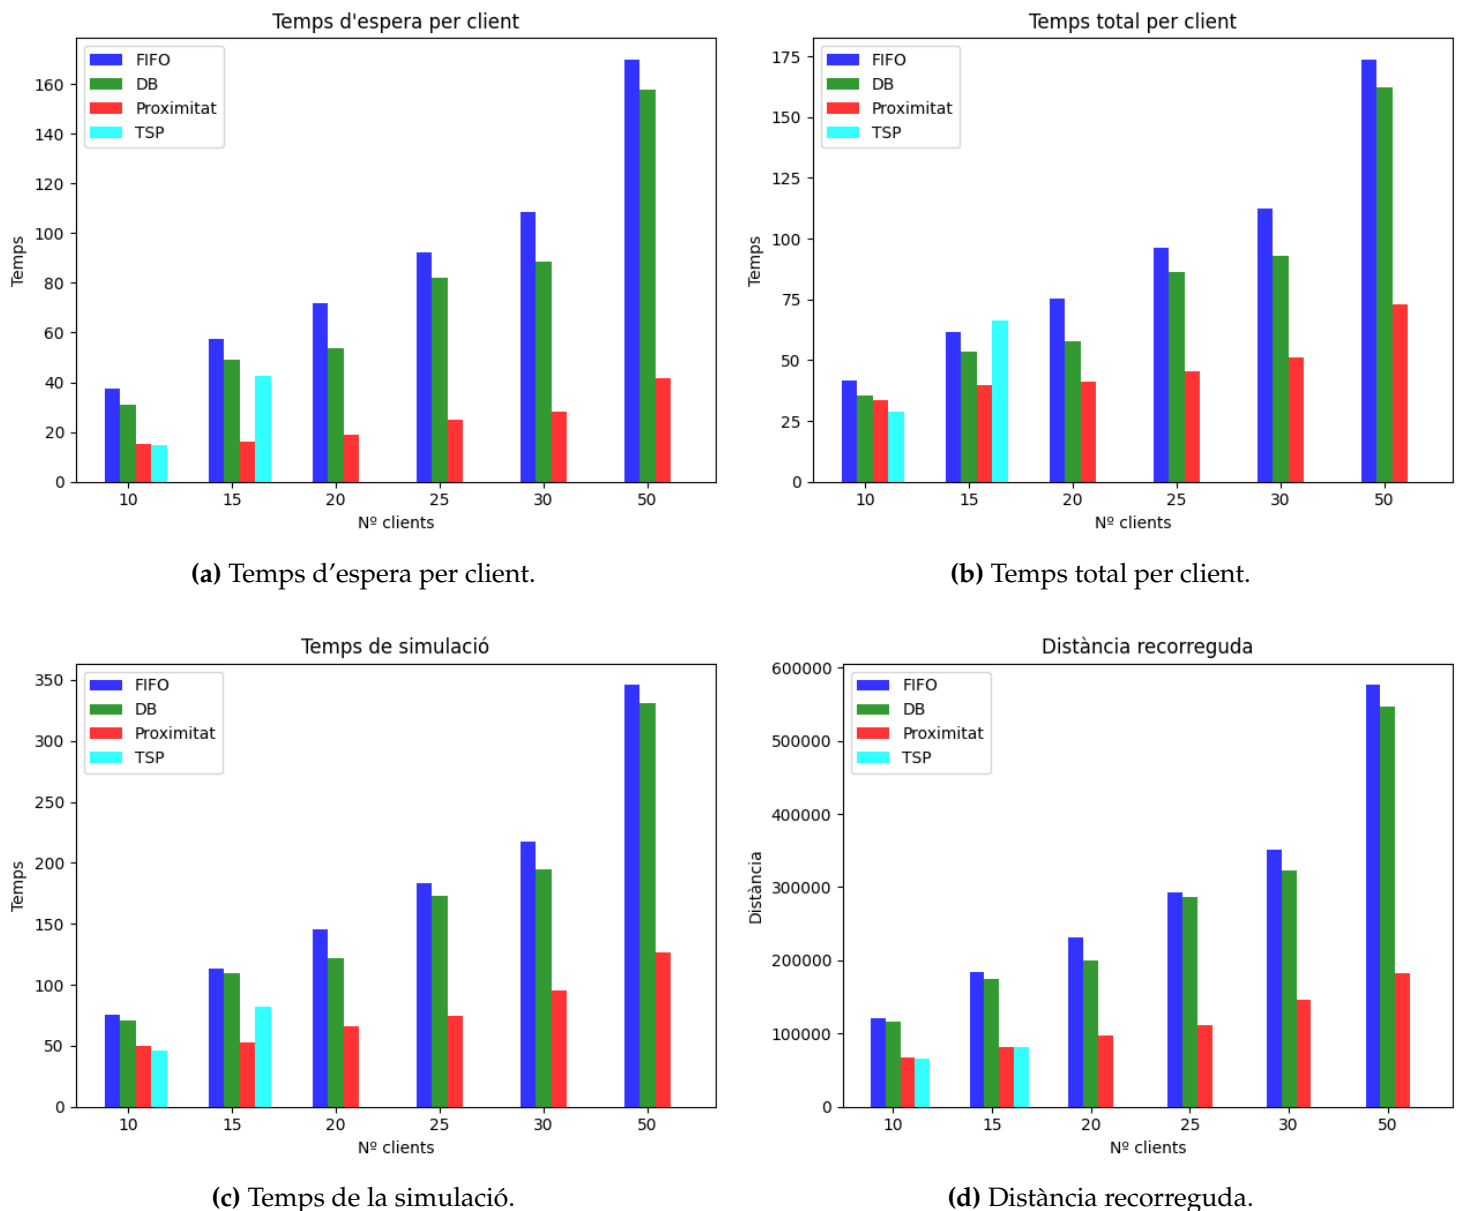 Temps d'espera per client
FIFO
DB
Proximitat
TSP
160
140
120
100
80
60
40
20
0
Temps
10 15 20 25 30 50
Nº clients
(a) Temps d'espera per client.
Temps total per client
FIFO
DB
Proximitat
TSP
175
150
125
100
75
50
25
0
Temps
10 15 20 25 30 50
Nº clients
(b) Temps total per client.
Temps de simulació
FIFO
DB
Proximitat
TSP
350
300
250
200
150
100
50
0
Temps
10 15 20 25 30 50
Nº clients
(c) Temps de la simulació.
Distància recorreguda
FIFO
DB
Proximitat
TSP
600000
500000
400000
300000
200000
100000
0
Distància
10 15 20 25 30 50
Nº clients
(d) Distància recorreguda.